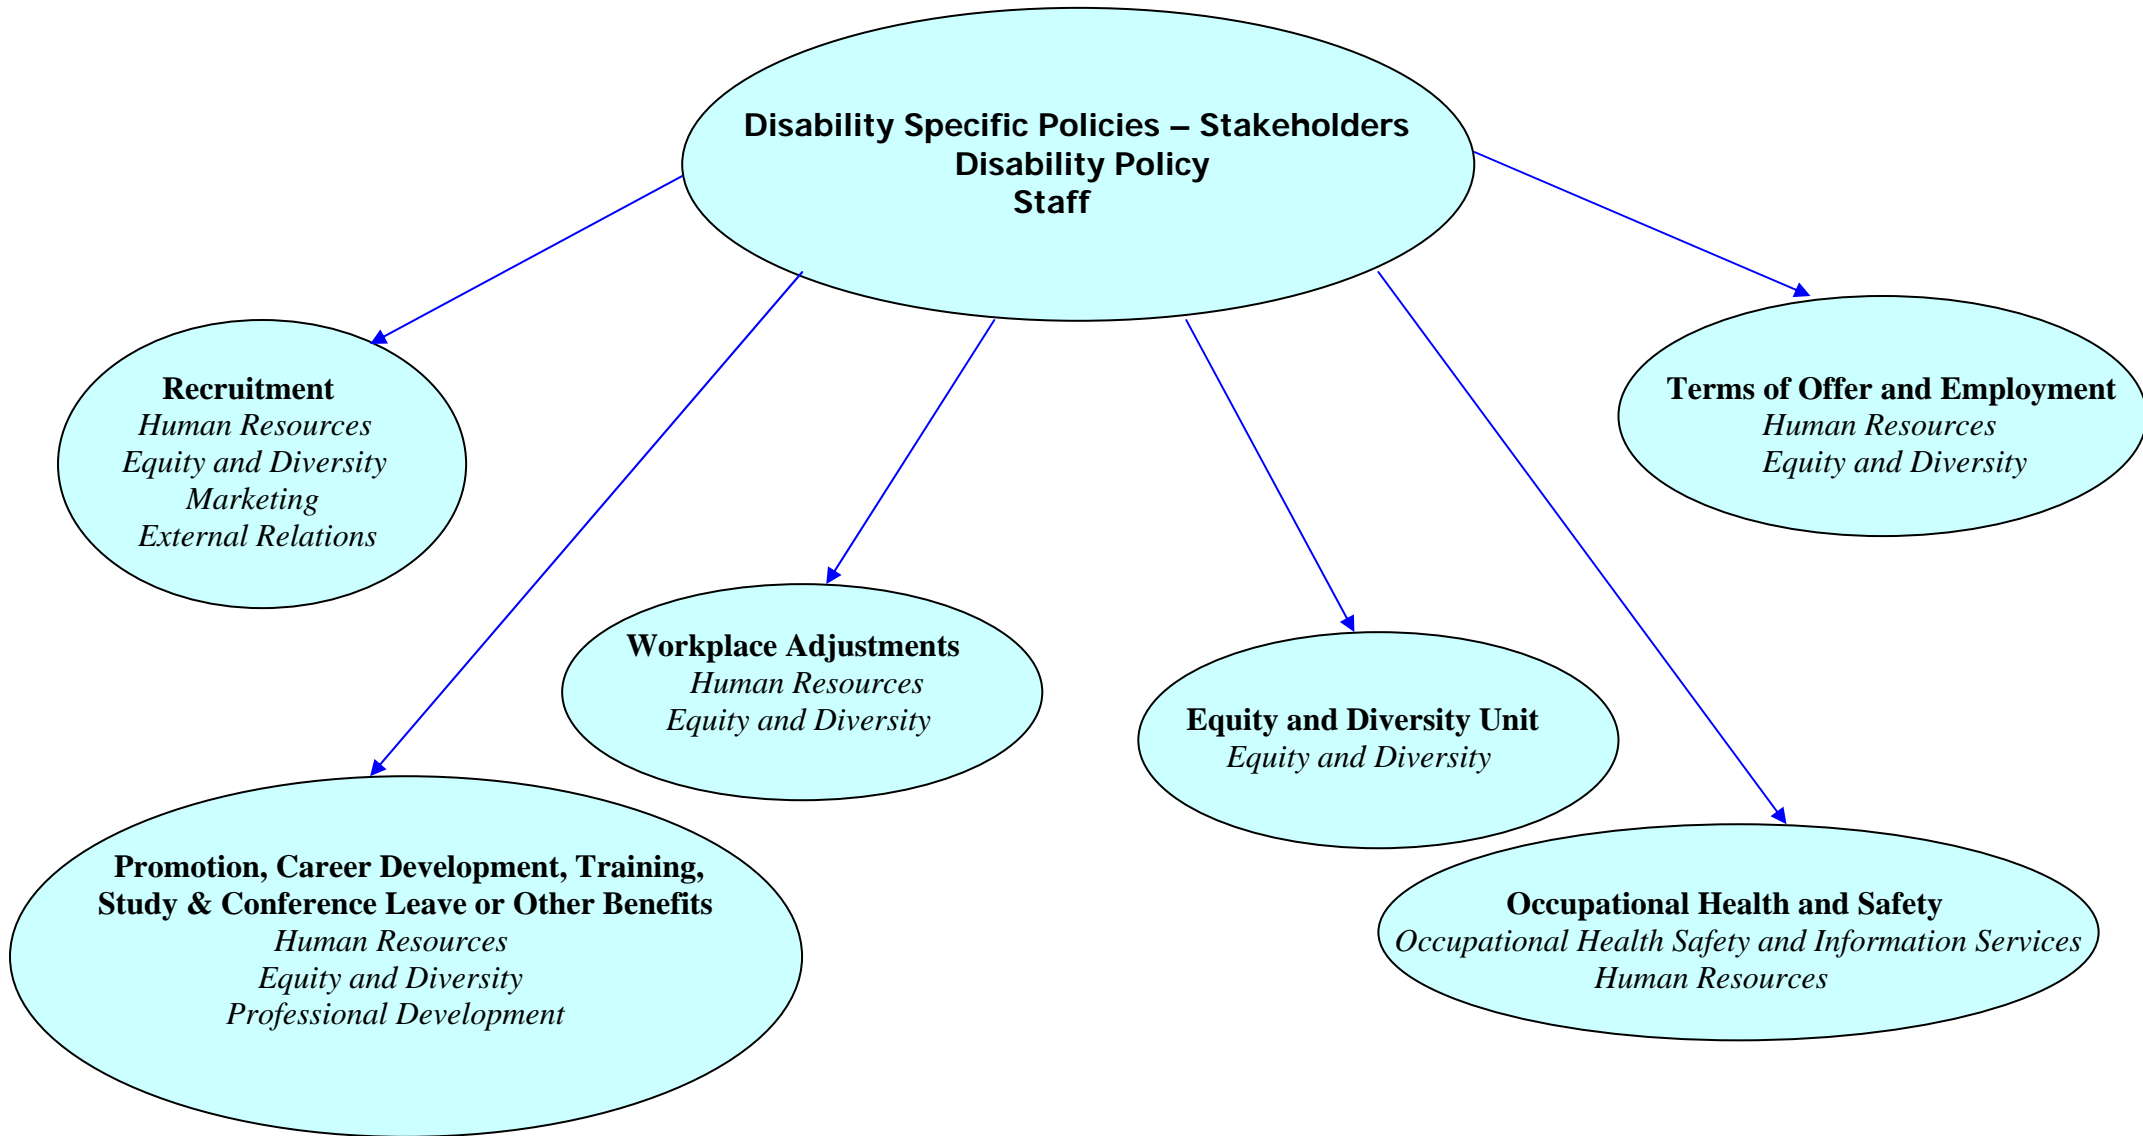 Disability Specific Policies – Stakeholders
Disability Policy
Staff
Recruitment
Human Resources
Equity and Diversity
Marketing
External Relations
Terms of Offer and Employment
Human Resources
Equity and Diversity
Workplace Adjustments
Human Resources
Equity and Diversity
Equity and Diversity Unit
Equity and Diversity
Promotion, Career Development, Training,
Study & Conference Leave or Other Benefits
Human Resources
Equity and Diversity
Professional Development
Occupational Health and Safety
Occupational Health Safety and Information Services
Human Resources